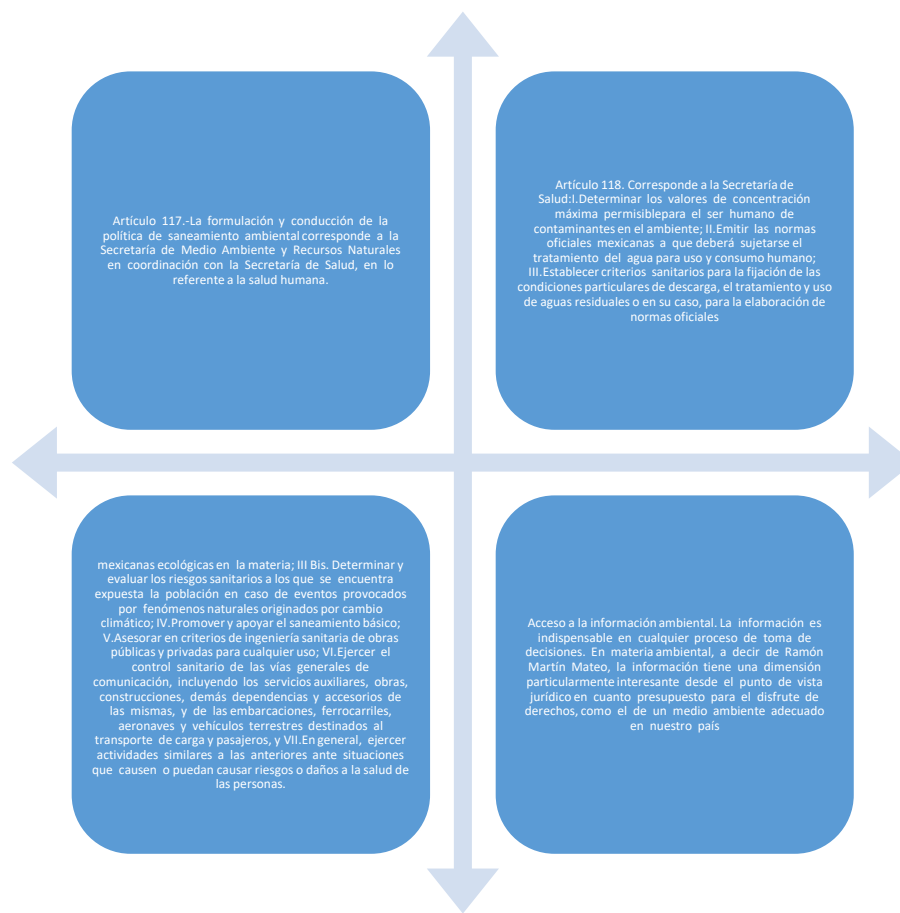 Artículo 117.-La formulación y conducción de la
política de saneamiento ambiental corresponde a la
Secretaría de Medio Ambiente y Recursos Naturales
en coordinación con la Secretaría de Salud, en lo
referente a la salud humana.
Artículo 118. Corresponde a la Secretaría de
Salud:I.Determinar los valores de concentración
máxima permisiblepara el ser humano de
contaminantes en el ambiente; II.Emitir las normas
oficiales mexicanas a que deberá sujetarse el
tratamiento del agua para uso y consumo humano;
III.Establecer criterios sanitarios para la fijación de las
condiciones particulares de descarga, el tratamiento y uso
de aguas residuales o en su caso, para la elaboración de
normas oficiales
mexicanas ecológicas en la materia; III Bis. Determinar y
evaluar los riesgos sanitarios a los que se encuentra
expuesta la población en caso de eventos provocados
por fenómenos naturales originados por cambio
climático; IV.Promover y apoyar el saneamiento básico;
V.Asesorar en criterios de ingeniería sanitaria de obras
públicas y privadas para cualquier uso; VI.Ejercer el
control sanitario de las vías generales de
comunicación, incluyendo los servicios auxiliares, obras,
construcciones, demás dependencias y accesorios de
las mismas, y de las embarcaciones, ferrocarriles,
aeronaves y vehículos terrestres destinados al
transporte de carga y pasajeros, y VII.En general, ejercer
actividades similares a las anteriores ante situaciones
que causen o puedan causar riesgos o daños a la salud de
las personas.
Acceso a la información ambiental. La información es
indispensable en cualquier proceso de toma de
decisiones. En materia ambiental, a decir de Ramón
Martín Mateo, la información tiene una dimensión
particularmente interesante desde el punto de vista
jurídico en cuanto presupuesto para el disfrute de
derechos, como el de un medio ambiente adecuado
en nuestro país